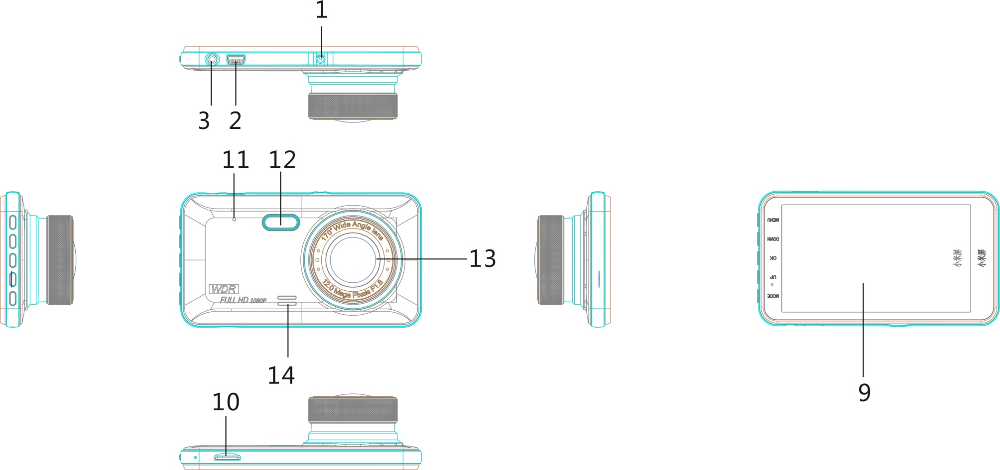 1
3
2
11
12
170° Wide Angle lens
12.0 Mega Pixels F1.8
13
WDR
FULL HD 1080P
14
10
MENU
DOWN
OK
UP
MODE
小米屏
小米屏
9